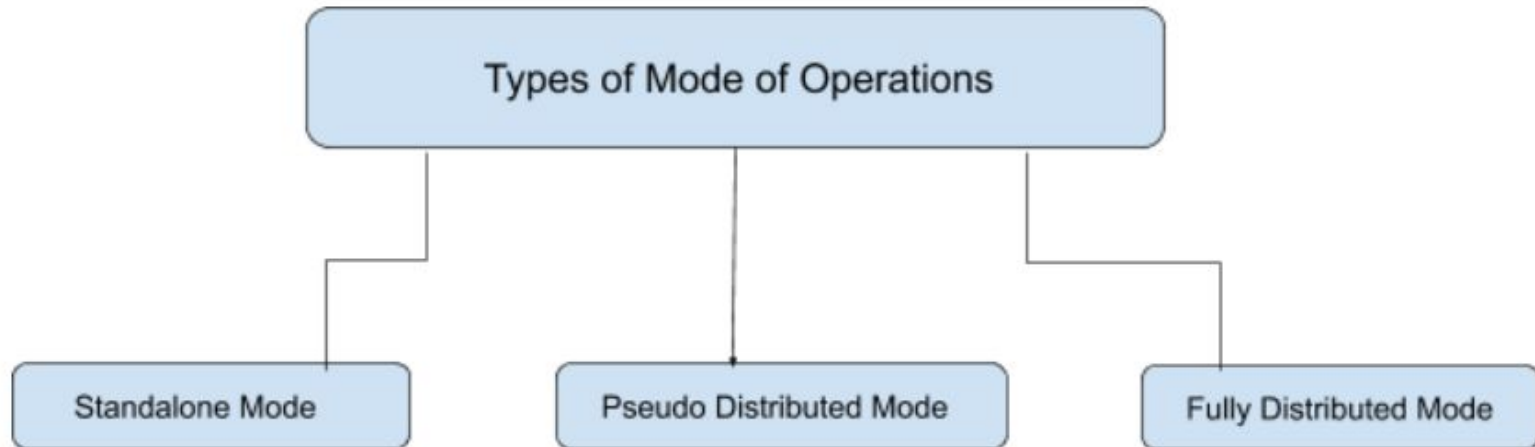 Types of Mode of Operations
Standalone Mode
Pseudo Distributed Mode
Fully Distributed Mode